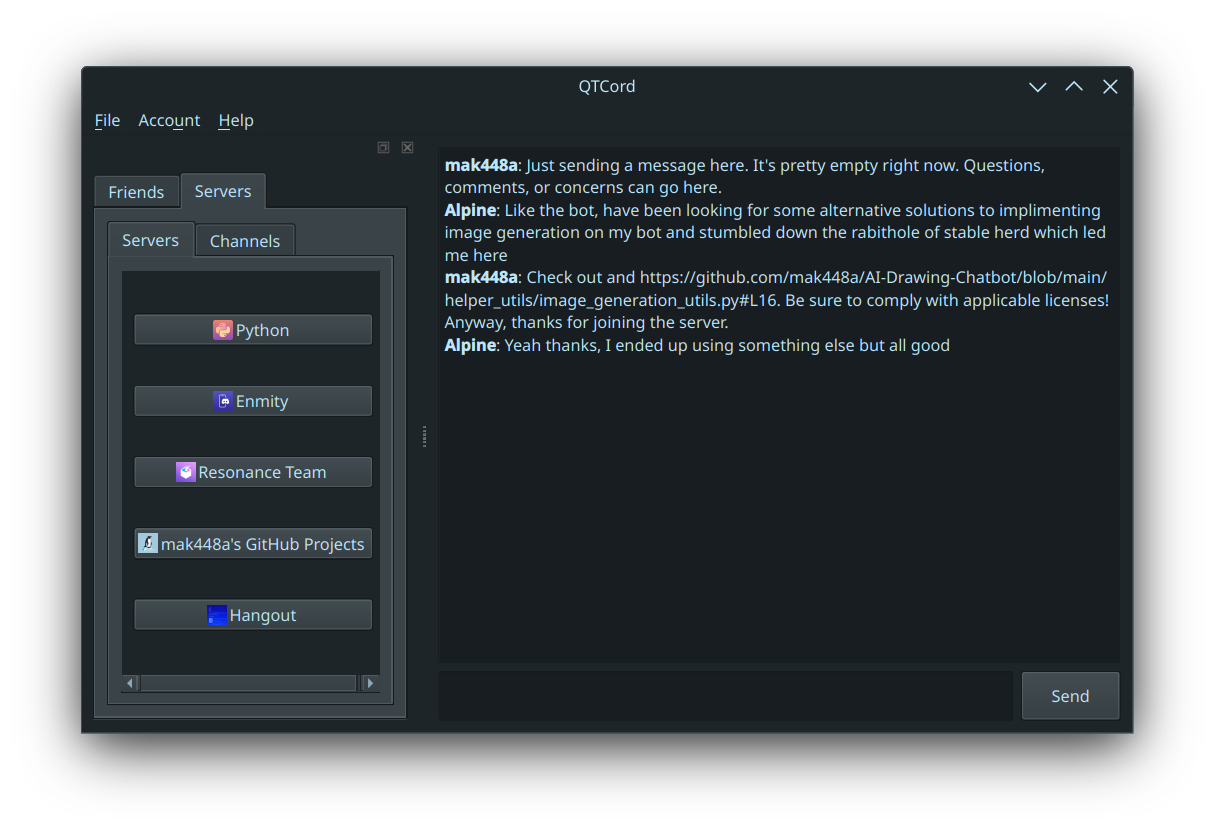 QTCord
File Account Help
Friends Servers
Servers Channels
Python
Enmity
Resonance Team
mak448a's GitHub Projects
Hangout
mak448a: Just sending a message here. It's pretty empty right now. Questions,
comments, or concerns can go here.
Alpine: Like the bot, have been looking for some alternative solutions to implimenting
image generation on my bot and stumbled down the rabithole of stable herd which led
me here
mak448a: Check out and https://github.com/mak448a/AI-Drawing-Chatbot/blob/main/
helper_utils/image_generation_utils.py#L16. Be sure to comply with applicable licenses!
Anyway, thanks for joining the server.
Alpine: Yeah thanks, I ended up using something else but all good
Send